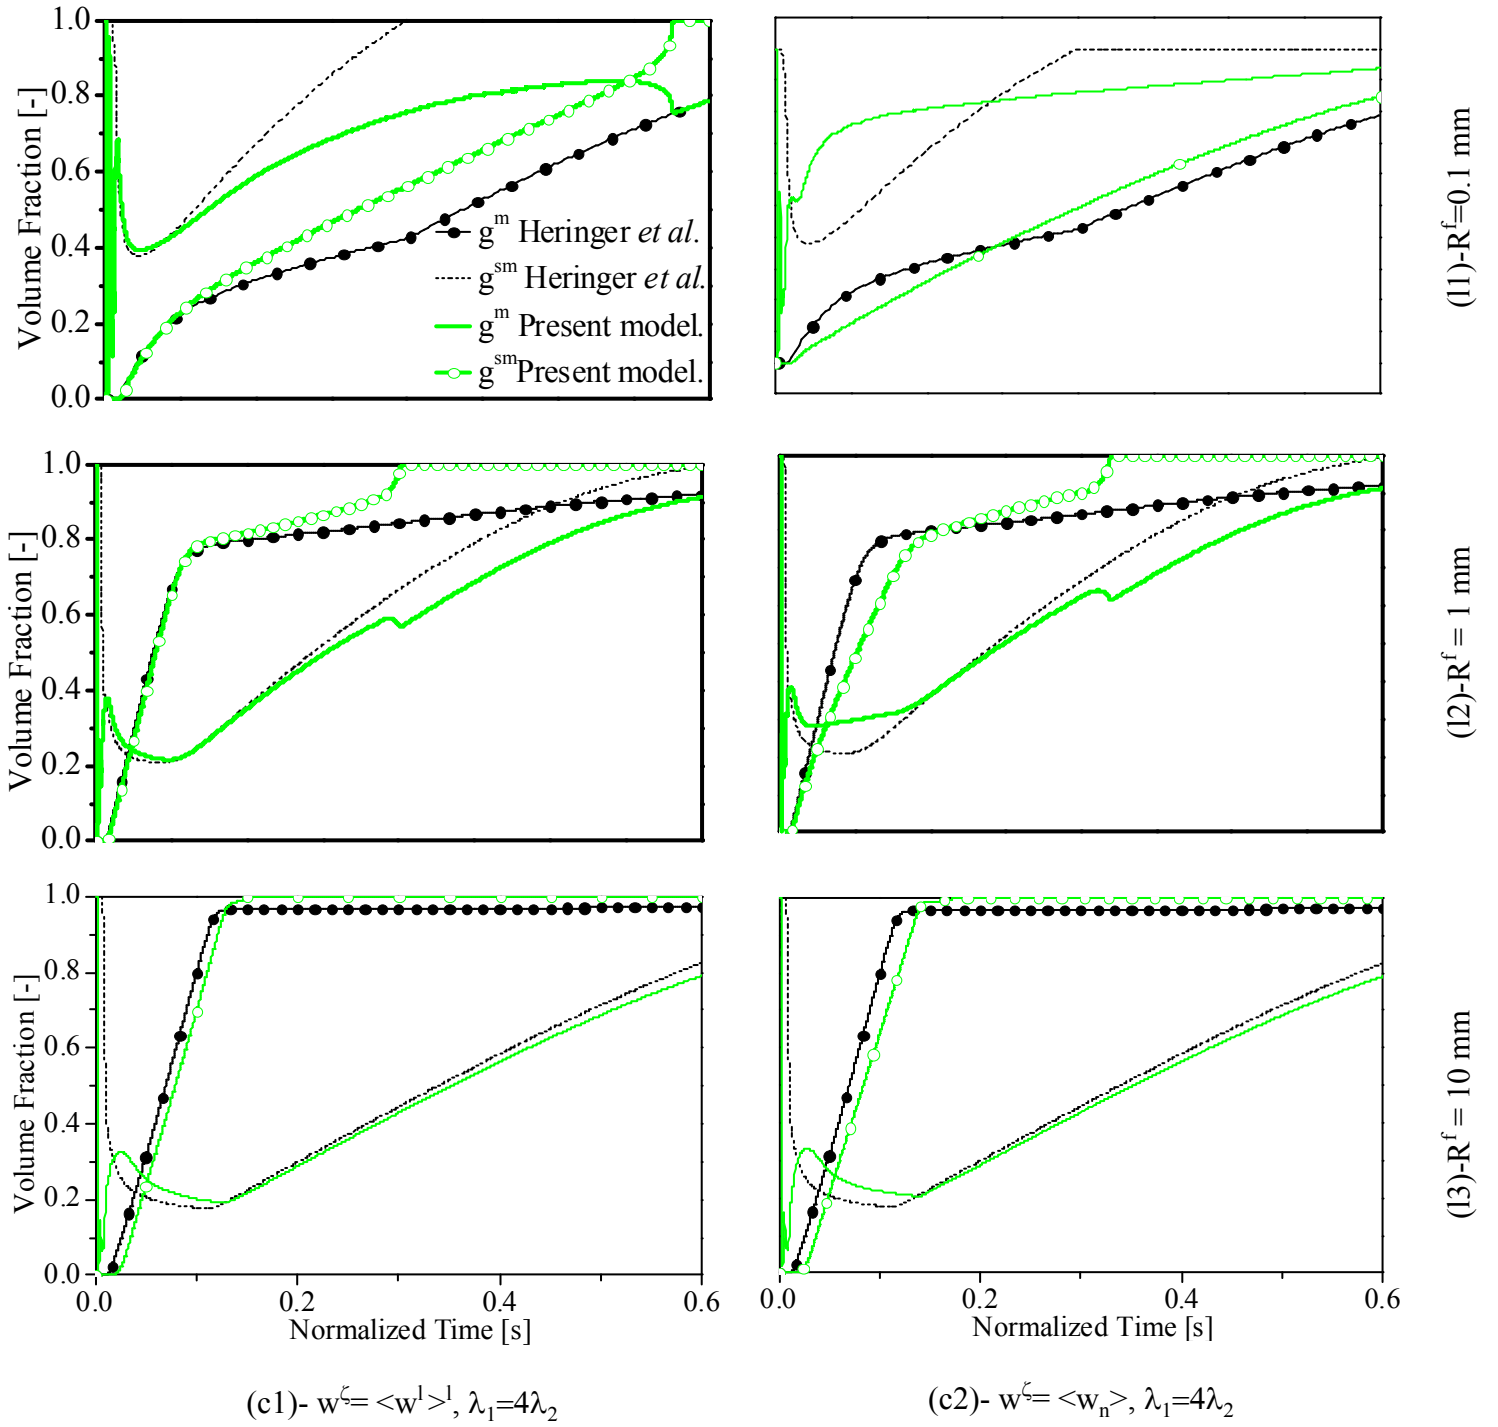 1.0
0.8
0.6
0.4
0.2
0.0
Volume Fraction [-]
g^m Heringer et al.
g^sm Heringer et al.
g^m Present model.
g^sm Present model.
(l1)-R^f=0.1 mm
1.0
0.8
0.6
0.4
0.2
0.0
Volume Fraction [-]
(l2)-R^f = 1 mm
1.0
0.8
0.6
0.4
0.2
0.0
Volume Fraction [-]
(l3)-R^f = 10 mm
0.0 0.2 0.4 0.6
Normalized Time [s]
0.0 0.2 0.4 0.6
Normalized Time [s]
(c1)- w^ζ= <w^l>^l, λ_1=4λ_2
(c2)- w^ζ= <w_n>, λ_1=4λ_2